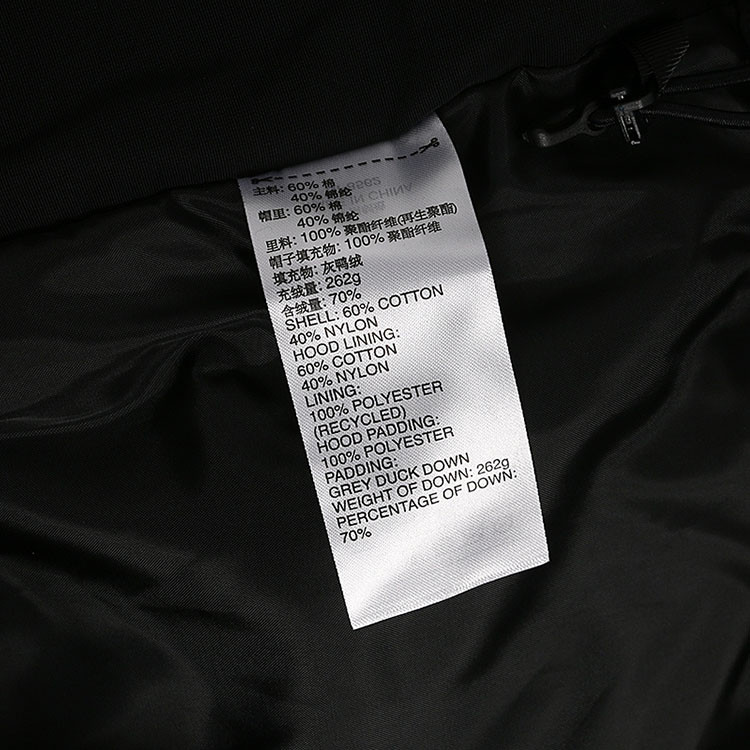 主料: 60% 棉
40% 锦纶
帽里: 60% 棉
40% 锦纶
里料: 100% 聚酯纤维(再生聚酯)
帽子填充物: 100% 聚酯纤维
填充物: 灰鸭绒
充绒量: 262g
含绒量: 70%
SHELL: 60% COTTON
40% NYLON
HOOD LINING:
60% COTTON
40% NYLON
LINING:
100% POLYESTER
(RECYCLED)
HOOD PADDING:
100% POLYESTER
PADDING:
GREY DUCK DOWN
WEIGHT OF DOWN: 262g
PERCENTAGE OF DOWN:
70%
IN CHINA